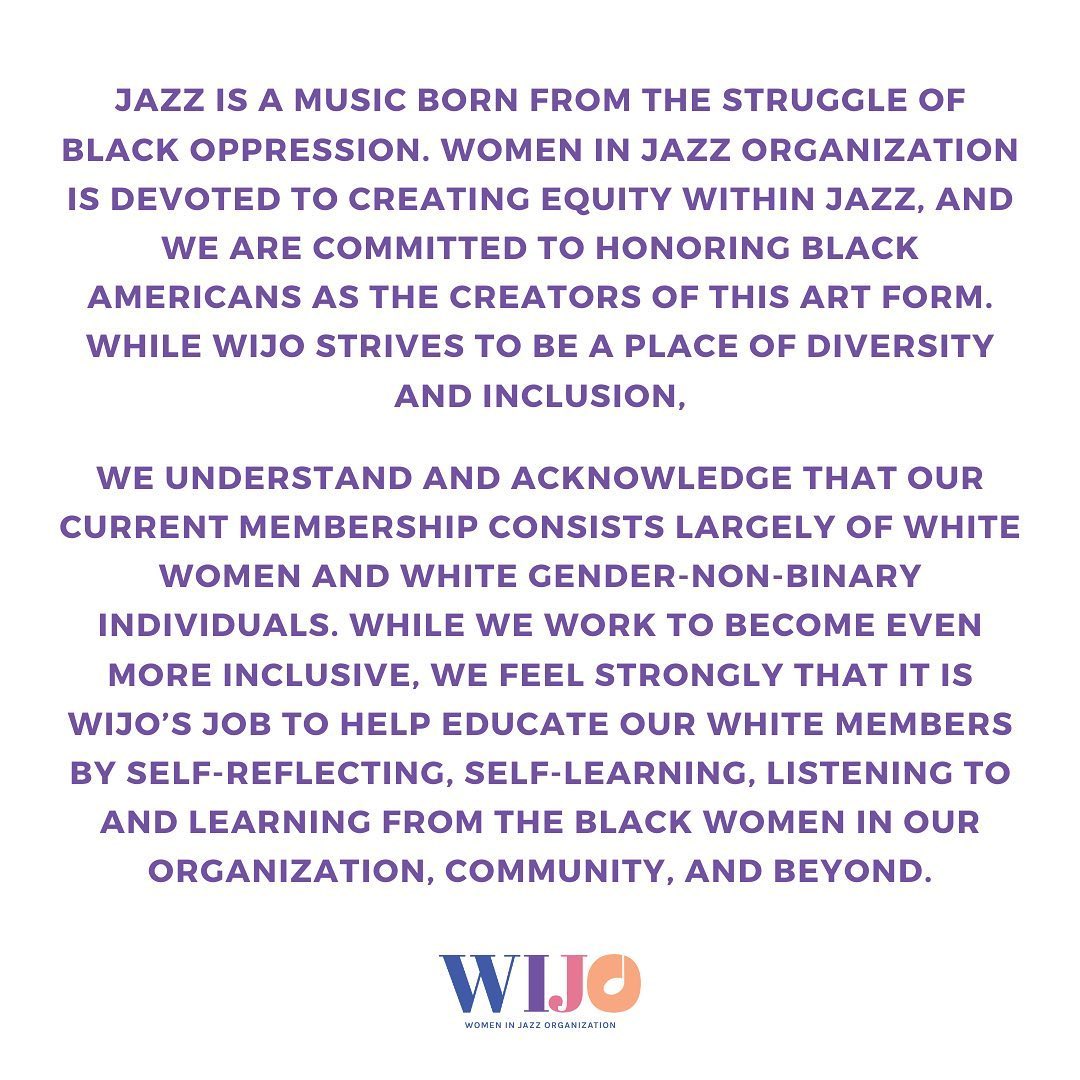 JAZZ IS A MUSIC BORN FROM THE STRUGGLE OF
BLACK OPPRESSION. WOMEN IN JAZZ ORGANIZATION
IS DEVOTED TO CREATING EQUITY WITHIN JAZZ, AND
WE ARE COMMITTED TO HONORING BLACK
AMERICANS AS THE CREATORS OF THIS ART FORM.
WHILE WIJO STRIVES TO BE A PLACE OF DIVERSITY
AND INCLUSION,
WE UNDERSTAND AND ACKNOWLEDGE THAT OUR
CURRENT MEMBERSHIP CONSISTS LARGELY OF WHITE
WOMEN AND WHITE GENDER-NON-BINARY
INDIVIDUALS. WHILE WE WORK TO BECOME EVEN
MORE INCLUSIVE, WE FEEL STRONGLY THAT IT IS
WIJO’S JOB TO HELP EDUCATE OUR WHITE MEMBERS
BY SELF-REFLECTING, SELF-LEARNING, LISTENING TO
AND LEARNING FROM THE BLACK WOMEN IN OUR
ORGANIZATION, COMMUNITY, AND BEYOND.
WIJO
WOMEN IN JAZZ ORGANIZATION